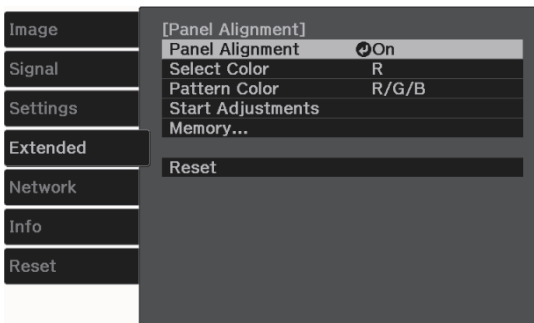 Image
Signal
Settings
Extended
Network
Info
Reset
[Panel Alignment]
Panel Alignment On
Select Color R
Pattern Color R/G/B
Start Adjustments
Memory...
Reset